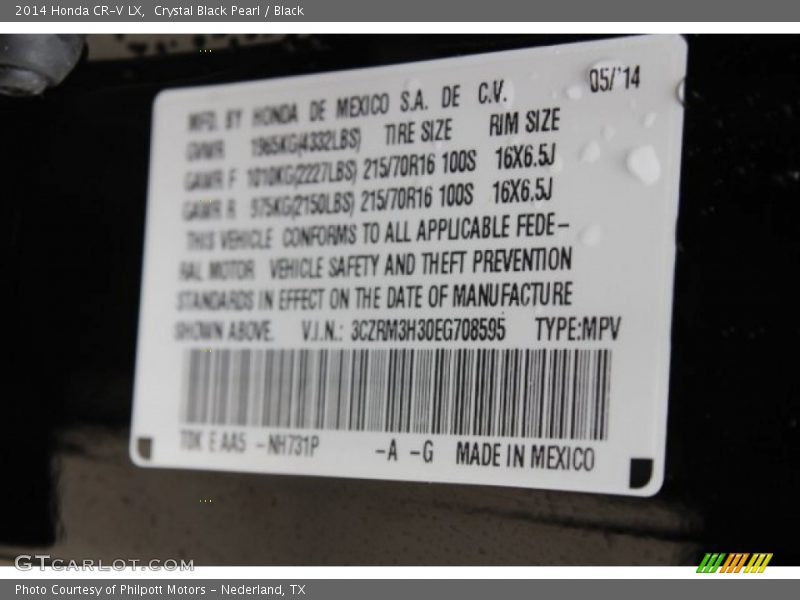 2014 Honda CR-V LX, Crystal Black Pearl / Black
05/'14
MFD. BY HONDA DE MEXICO S.A. DE C.V.
GVWR 1965KG(4332LBS) TIRE SIZE RIM SIZE
GAWR F 1010KG(2227LBS) 215/70R16 100S 16X6.5J
GAWR R 975KG(2150LBS) 215/70R16 100S 16X6.5J
THIS VEHICLE CONFORMS TO ALL APPLICABLE FEDE-
RAL MOTOR VEHICLE SAFETY AND THEFT PREVENTION
STANDARDS IN EFFECT ON THE DATE OF MANUFACTURE
SHOWN ABOVE. V.I.N.: 3CZRM3H30EG708595 TYPE:MPV
TDK E AA5 -NH731P -A -G MADE IN MEXICO
GTCARLOT.COM
Photo Courtesy of Philpott Motors - Nederland, TX